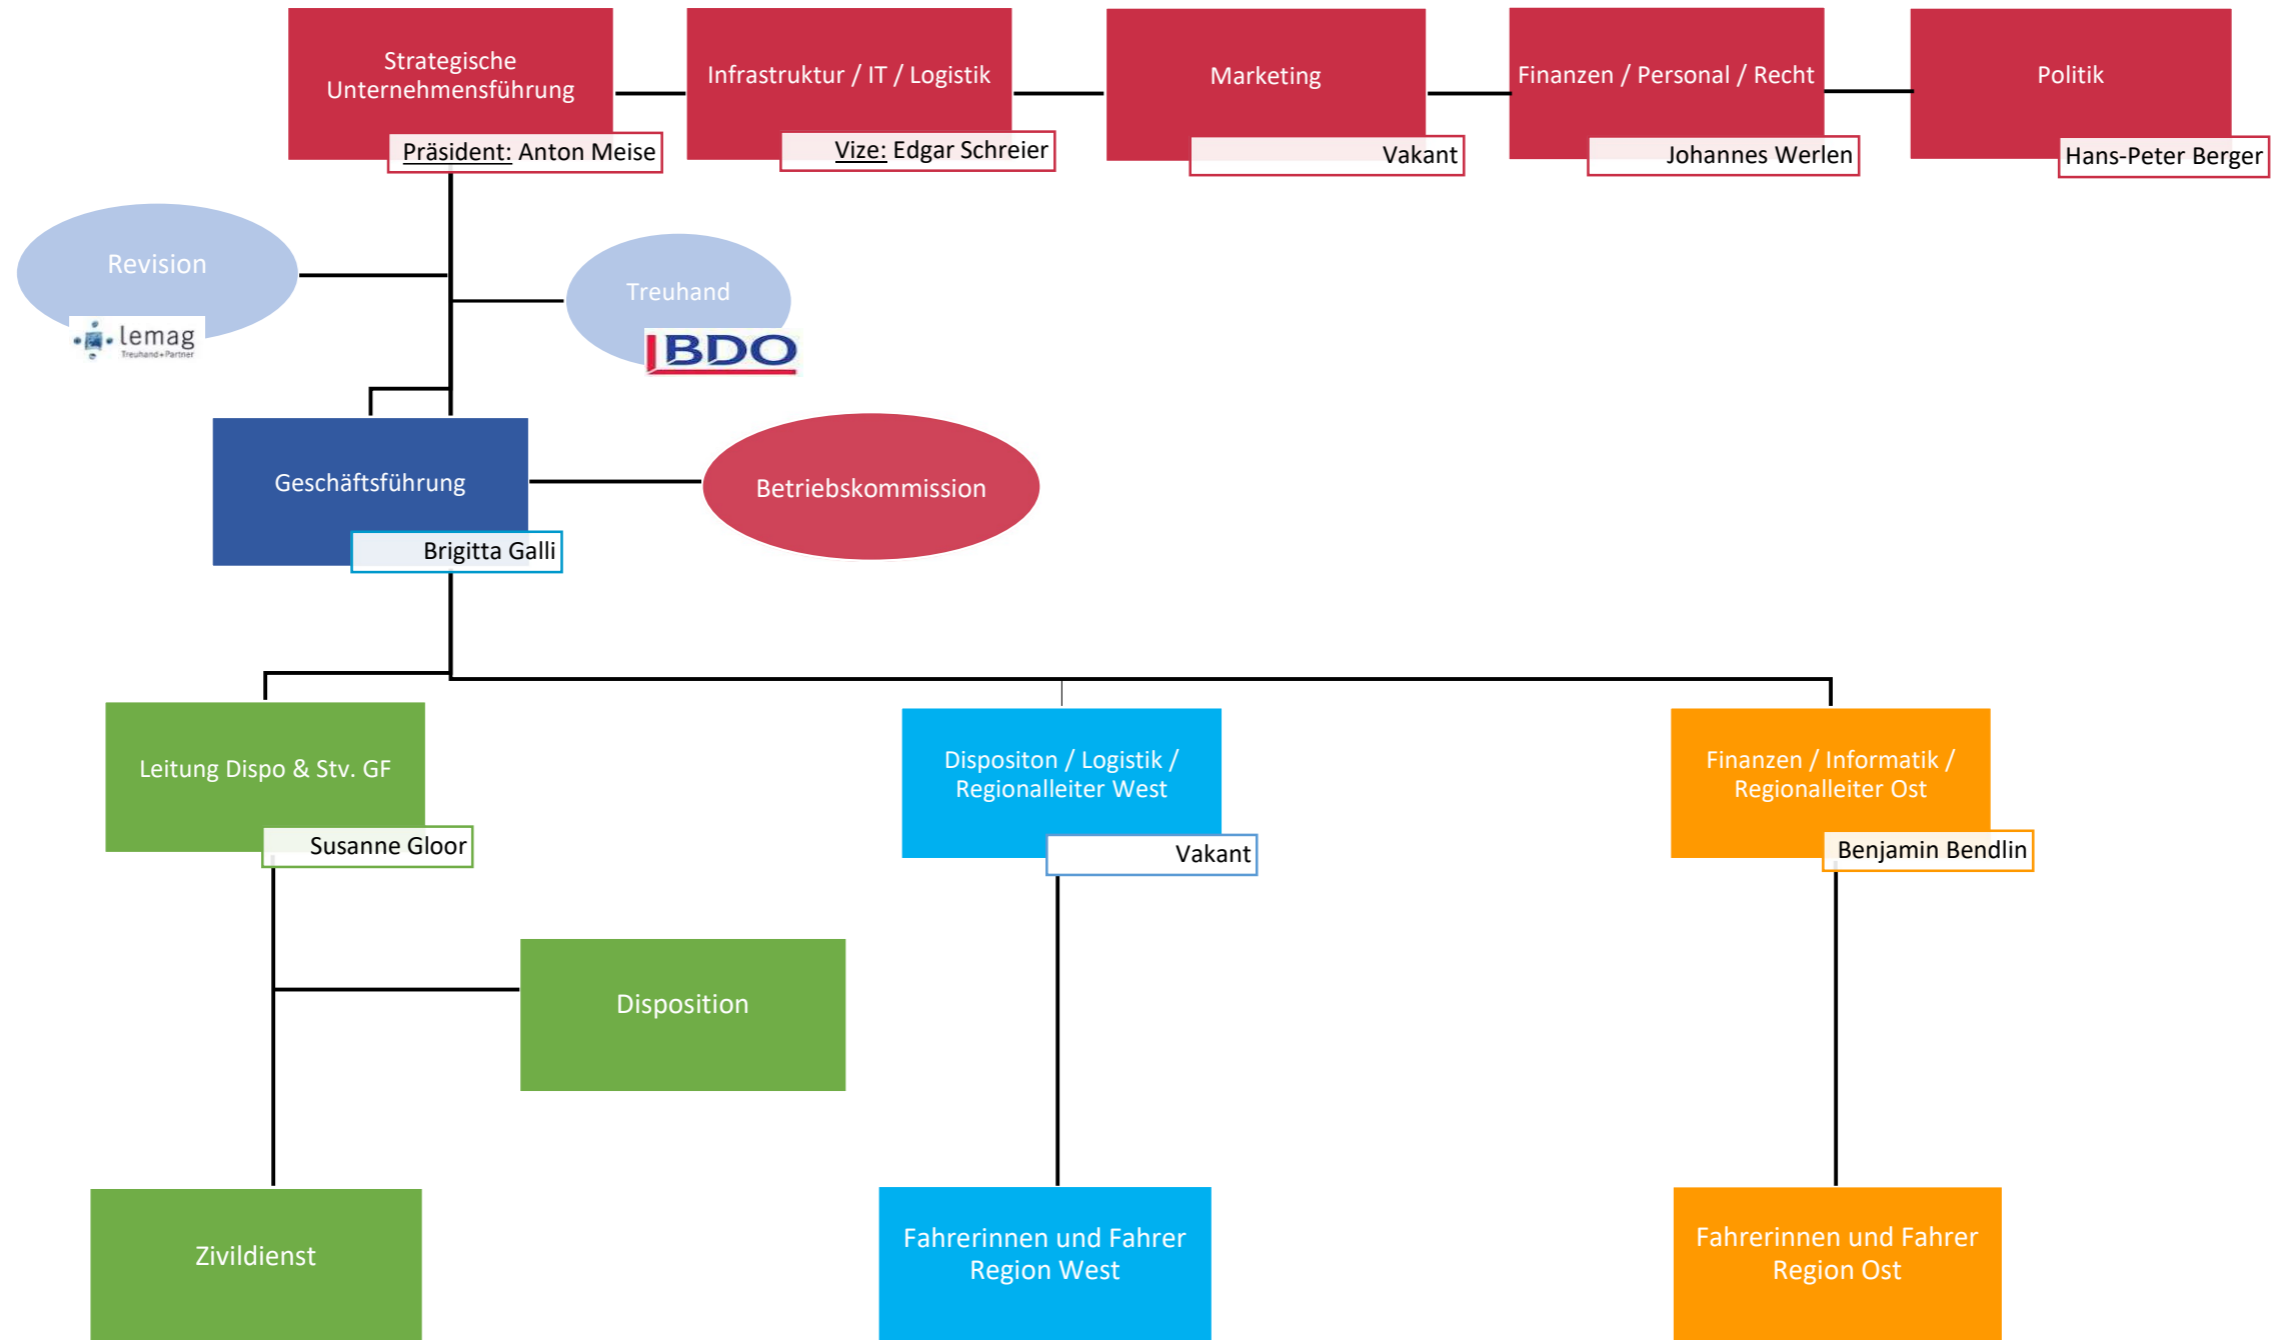 Strategische
Unternehmensführung
Präsident: Anton Meise
Infrastruktur / IT / Logistik
Vize: Edgar Schreier
Marketing
Vakant
Finanzen / Personal / Recht
Johannes Werlen
Politik
Hans-Peter Berger
Revision
lemag
Treuhand+Partner
Treuhand
BDO
Geschäftsführung
Brigitta Galli
Betriebskommission
Leitung Dispo & Stv. GF
Susanne Gloor
Dispositon / Logistik /
Regionalleiter West
Vakant
Finanzen / Informatik /
Regionalleiter Ost
Benjamin Bendlin
Disposition
Zivildienst
Fahrerinnen und Fahrer
Region West
Fahrerinnen und Fahrer
Region Ost